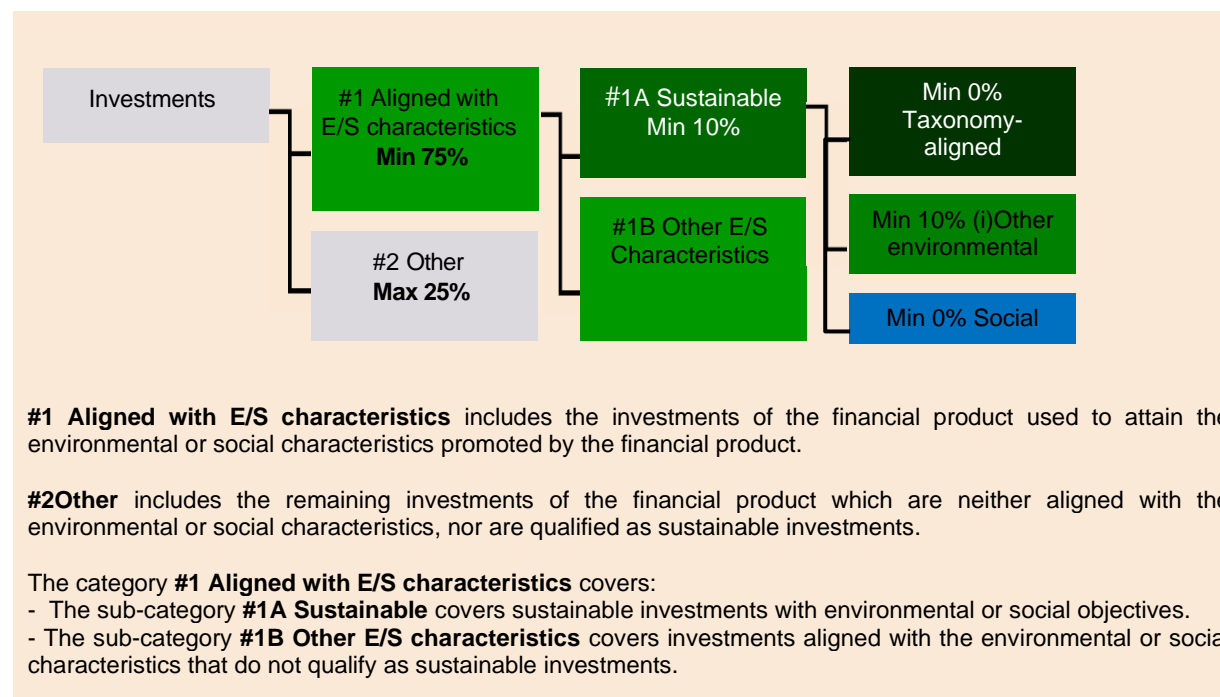 Investments
#1 Aligned with
E/S characteristics
Min 75%
#2 Other
Max 25%
#1A Sustainable
Min 10%
#1B Other E/S
Characteristics
Min 0%
Taxonomy-
aligned
Min 10% (i)Other
environmental
Min 0% Social
#1 Aligned with E/S characteristics includes the investments of the financial product used to attain the
environmental or social characteristics promoted by the financial product.
#2Other includes the remaining investments of the financial product which are neither aligned with the
environmental or social characteristics, nor are qualified as sustainable investments.
The category #1 Aligned with E/S characteristics covers:
- The sub-category #1A Sustainable covers sustainable investments with environmental or social objectives.
- The sub-category #1B Other E/S characteristics covers investments aligned with the environmental or social
characteristics that do not qualify as sustainable investments.